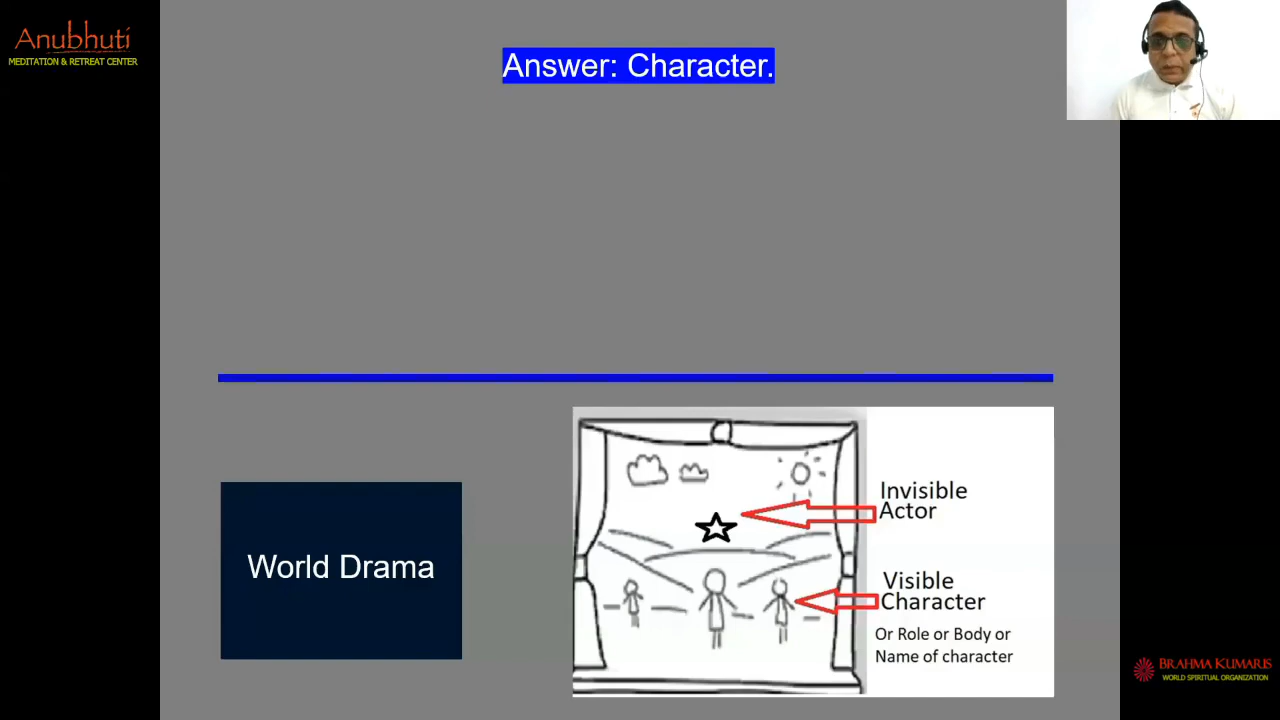 Anubhuti
MEDITATION & RETREAT CENTER
Answer: Character.
World Drama
Invisible
Actor
Visible
Character
Or Role or Body or
Name of character
BRAHMA KUMARIS
WORLD SPIRITUAL ORGANIZATION